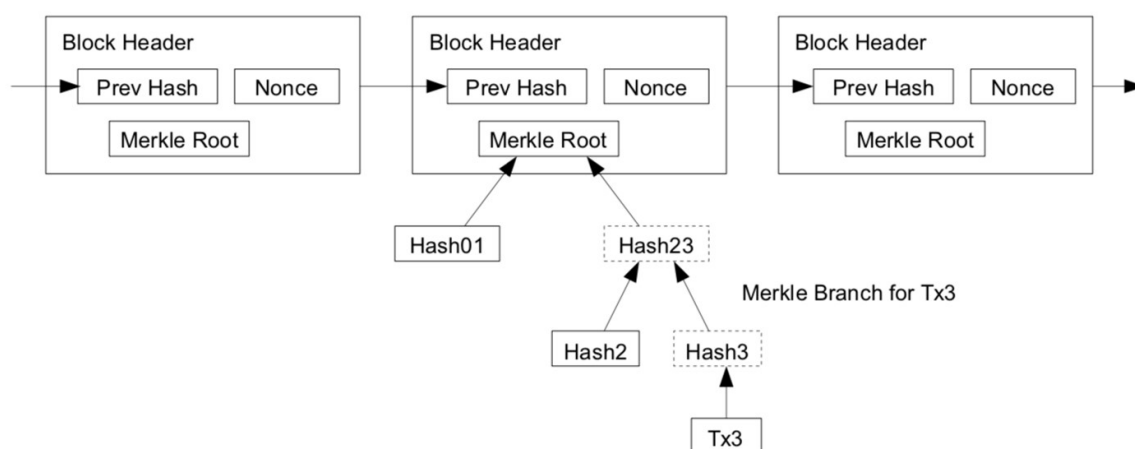 Block Header
Block Header
Block Header
Prev Hash
Nonce
Prev Hash
Nonce
Prev Hash
Nonce
Merkle Root
Merkle Root
Merkle Root
Hash01
Hash23
Merkle Branch for Tx3
Hash2
Hash3
Tx3